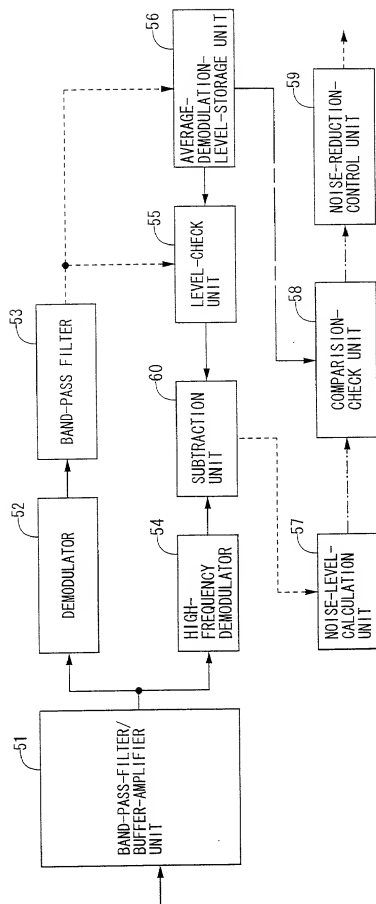 51
BAND-PASS-FILTER/
BUFFER-AMPLIFIER
UNIT
52
DEMODULATOR
53
BAND-PASS FILTER
54
HIGH-
FREQUENCY
DEMODULATOR
60
SUBTRACTION
UNIT
55
LEVEL-CHECK
UNIT
56
AVERAGE-
DEMODULATION-
LEVEL-STORAGE UNIT
57
NOISE-LEVEL-
CALCULATION
UNIT
58
COMPARISION-
CHECK UNIT
59
NOISE-REDUCTION-
CONTROL UNIT